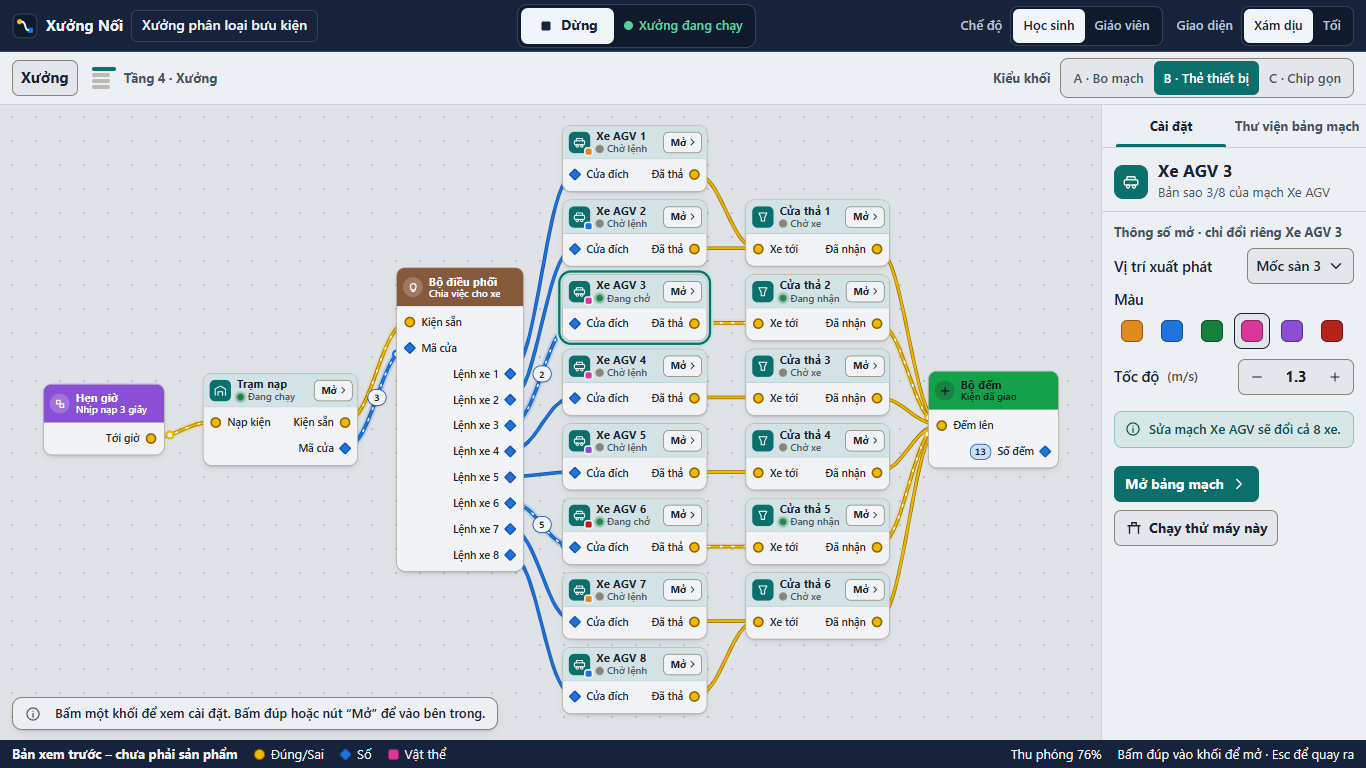 Xưởng Nối
Xưởng phân loại bưu kiện
Dừng
Xưởng đang chạy
Chế độ
Học sinh
Giáo viên
Giao diện
Xám dịu
Tối
Xưởng
Tầng 4 · Xưởng
Kiểu khối
A · Bo mạch
B · Thẻ thiết bị
C · Chip gọn
Hẹn giờ
Nhịp nạp 3 giây
Tới giờ
Trạm nạp
Đang chạy
Mở
Nạp kiện
Kiện sẵn
Mã cửa
3
Bộ điều phối
Chia việc cho xe
Kiện sẵn
Mã cửa
Lệnh xe 1
Lệnh xe 2
Lệnh xe 3
Lệnh xe 4
Lệnh xe 5
Lệnh xe 6
Lệnh xe 7
Lệnh xe 8
2
5
Xe AGV 1
Chờ lệnh
Mở
Cửa đích
Đã thả
Xe AGV 2
Chờ lệnh
Mở
Cửa đích
Đã thả
Xe AGV 3
Đang chở
Mở
Cửa đích
Đã thả
Xe AGV 4
Chờ lệnh
Mở
Cửa đích
Đã thả
Xe AGV 5
Chờ lệnh
Mở
Cửa đích
Đã thả
Xe AGV 6
Đang chở
Mở
Cửa đích
Đã thả
Xe AGV 7
Chờ lệnh
Mở
Cửa đích
Đã thả
Xe AGV 8
Chờ lệnh
Mở
Cửa đích
Đã thả
Cửa thả 1
Chờ xe
Mở
Xe tới
Đã nhận
Cửa thả 2
Đang nhận
Mở
Xe tới
Đã nhận
Cửa thả 3
Chờ xe
Mở
Xe tới
Đã nhận
Cửa thả 4
Chờ xe
Mở
Xe tới
Đã nhận
Cửa thả 5
Đang nhận
Mở
Xe tới
Đã nhận
Cửa thả 6
Chờ xe
Mở
Xe tới
Đã nhận
Bộ đếm
Kiện đã giao
Đếm lên
13
Số đếm
Cài đặt
Thư viện bảng mạch
Xe AGV 3
Bản sao 3/8 của mạch Xe AGV
Thông số mở · chỉ đổi riêng Xe AGV 3
Vị trí xuất phát
Mốc sàn 3
Màu
Tốc độ (m/s)
− 1.3 +
Sửa mạch Xe AGV sẽ đổi cả 8 xe.
Mở bảng mạch
Chạy thử máy này
Bấm một khối để xem cài đặt. Bấm đúp hoặc nút “Mở” để vào bên trong.
Bản xem trước – chưa phải sản phẩm
Đúng/Sai
Số
Vật thể
Thu phóng 76%
Bấm đúp vào khối để mở · Esc để quay ra